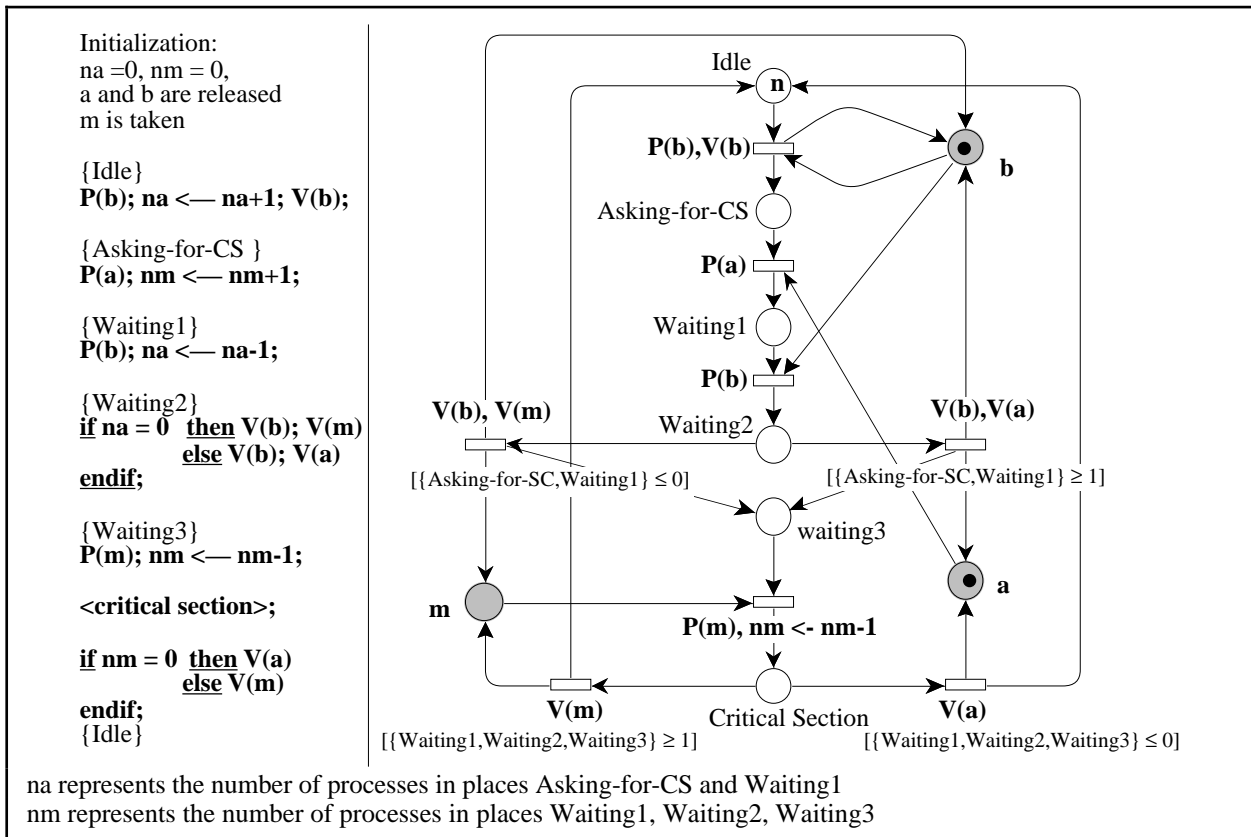 Initialization:
na =0, nm = 0,
a and b are released
m is taken
{Idle}
P(b); na <— na+1; V(b);
{Asking-for-CS }
P(a); nm <— nm+1;
{Waiting1}
P(b); na <— na-1;
{Waiting2}
if na = 0 then V(b); V(m)
else V(b); V(a)
endif;
{Waiting3}
P(m); nm <— nm-1;
<critical section>;
if nm = 0 then V(a)
else V(m)
endif;
{Idle}
Idle
n
P(b),V(b)
b
Asking-for-CS
P(a)
Waiting1
P(b)
V(b), V(m)
Waiting2
V(b),V(a)
[{Asking-for-SC,Waiting1} ≤ 0]
[{Asking-for-SC,Waiting1} ≥ 1]
waiting3
m
a
P(m), nm <- nm-1
V(m)
Critical Section
V(a)
[{Waiting1,Waiting2,Waiting3} ≥ 1]
[{Waiting1,Waiting2,Waiting3} ≤ 0]
na represents the number of processes in places Asking-for-CS and Waiting1
nm represents the number of processes in places Waiting1, Waiting2, Waiting3